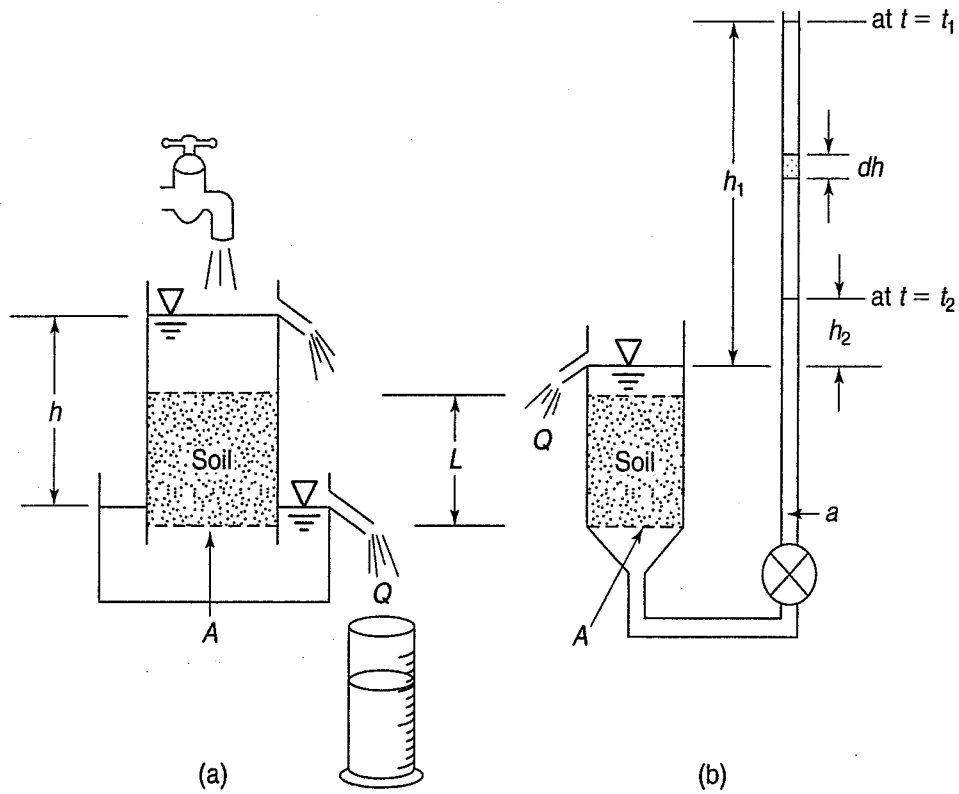 at t = t₁
h₁
dh
at t = t₂
h₂
h
Soil
L
Q
Soil
a
Q
A
A
(a)
(b)